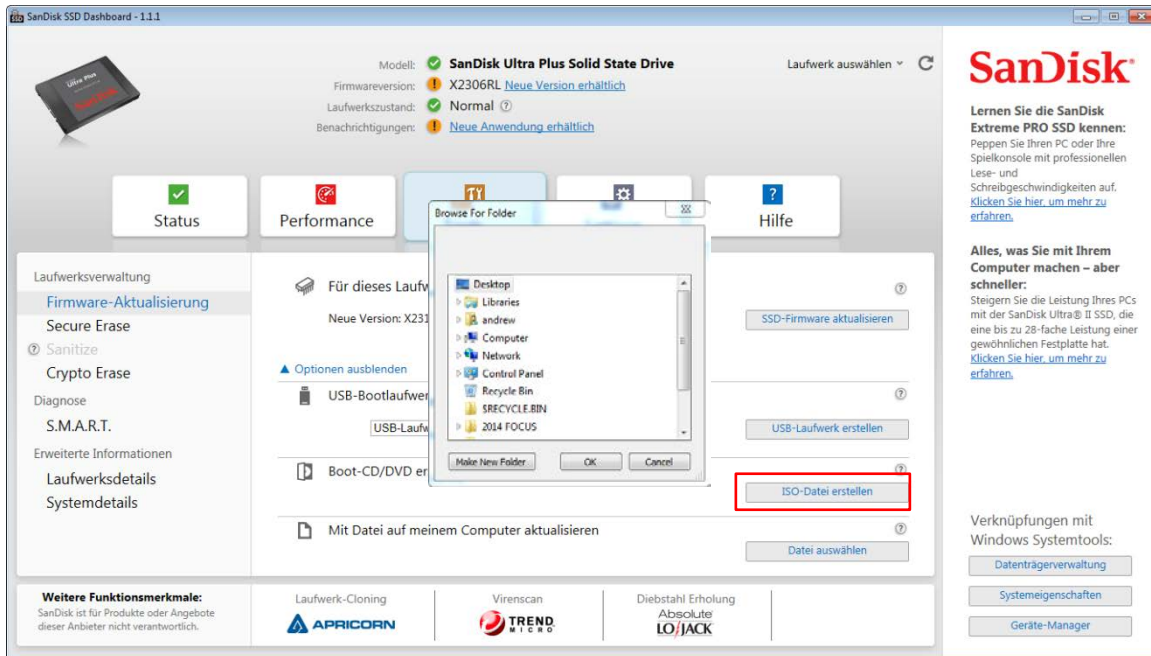 SanDisk SSD Dashboard - 1.1.1
Modell: SanDisk Ultra Plus Solid State Drive
Laufwerk auswählen
Firmwareversion: X2306RL Neue Version erhältlich
Laufwerkszustand: Normal
Benachrichtigungen: Neue Anwendung erhältlich
Ultra Plus
SanDisk
Status
Performance
Hilfe
Laufwerksverwaltung
Firmware-Aktualisierung
Secure Erase
Sanitize
Crypto Erase
Diagnose
S.M.A.R.T.
Erweiterte Informationen
Laufwerksdetails
Systemdetails
Für dieses Laufw
Neue Version: X231
SSD-Firmware aktualisieren
Optionen ausblenden
USB-Bootlaufwer
USB-Laufw
USB-Laufwerk erstellen
Boot-CD/DVD er
ISO-Datei erstellen
Mit Datei auf meinem Computer aktualisieren
Datei auswählen
Browse For Folder
Desktop
Libraries
andrew
Computer
Network
Control Panel
Recycle Bin
$RECYCLE.BIN
2014 FOCUS
Make New Folder
OK
Cancel
SanDisk
Lernen Sie die SanDisk
Extreme PRO SSD kennen:
Peppen Sie Ihren PC oder Ihre
Spielkonsole mit professionellen
Lese- und
Schreibgeschwindigkeiten auf.
Klicken Sie hier, um mehr zu
erfahren.
Alles, was Sie mit Ihrem
Computer machen – aber
schneller:
Steigern Sie die Leistung Ihres PCs
mit der SanDisk Ultra® II SSD, die
eine bis zu 28-fache Leistung einer
gewöhnlichen Festplatte hat.
Klicken Sie hier, um mehr zu
erfahren.
Verknüpfungen mit
Windows Systemtools:
Datenträgerverwaltung
Systemeigenschaften
Geräte-Manager
Weitere Funktionsmerkmale:
SanDisk ist für Produkte oder Angebote
dieser Anbieter nicht verantwortlich.
Laufwerk-Cloning
APRICORN
Virenscan
TREND
MICRO
Diebstahl Erholung
Absolute
LO/JACK